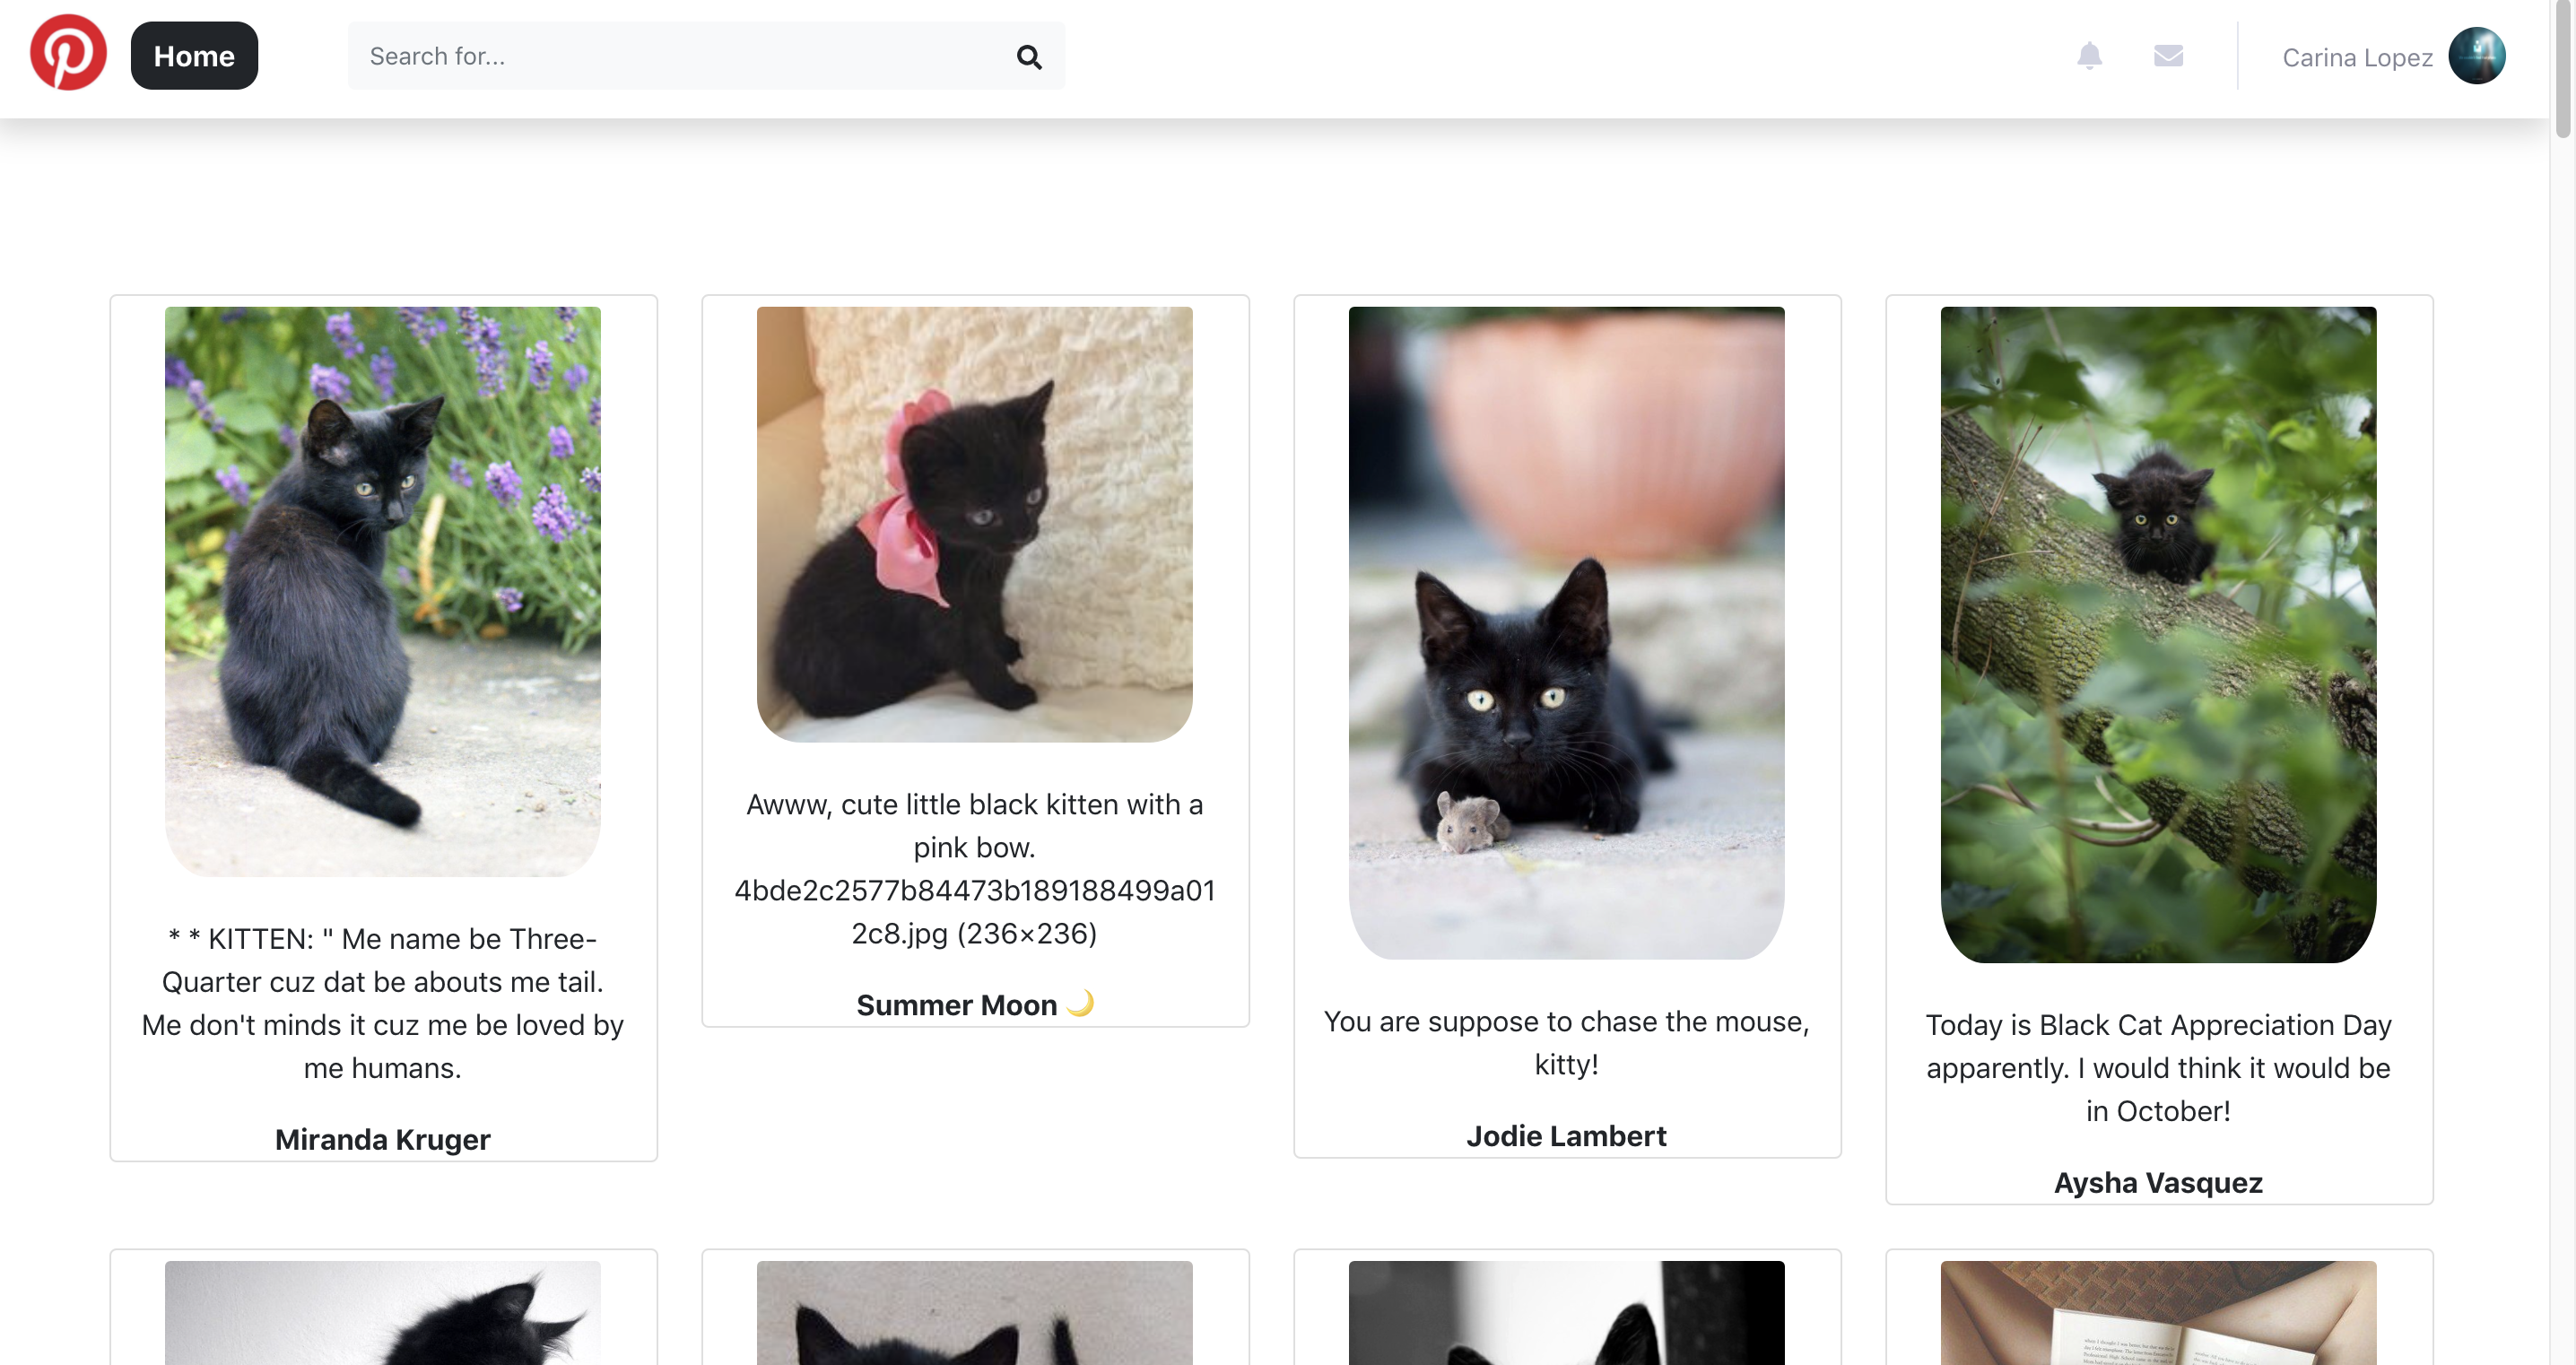 Home
Search for...
Carina Lopez
* * KITTEN: " Me name be Three-
Quarter cuz dat be abouts me tail.
Me don't minds it cuz me be loved by
me humans.
Miranda Kruger
Awww, cute little black kitten with a
pink bow.
4bde2c2577b84473b189188499a01
2c8.jpg (236×236)
Summer Moon 🌙
You are suppose to chase the mouse,
kitty!
Jodie Lambert
Today is Black Cat Appreciation Day
apparently. I would think it would be
in October!
Aysha Vasquez